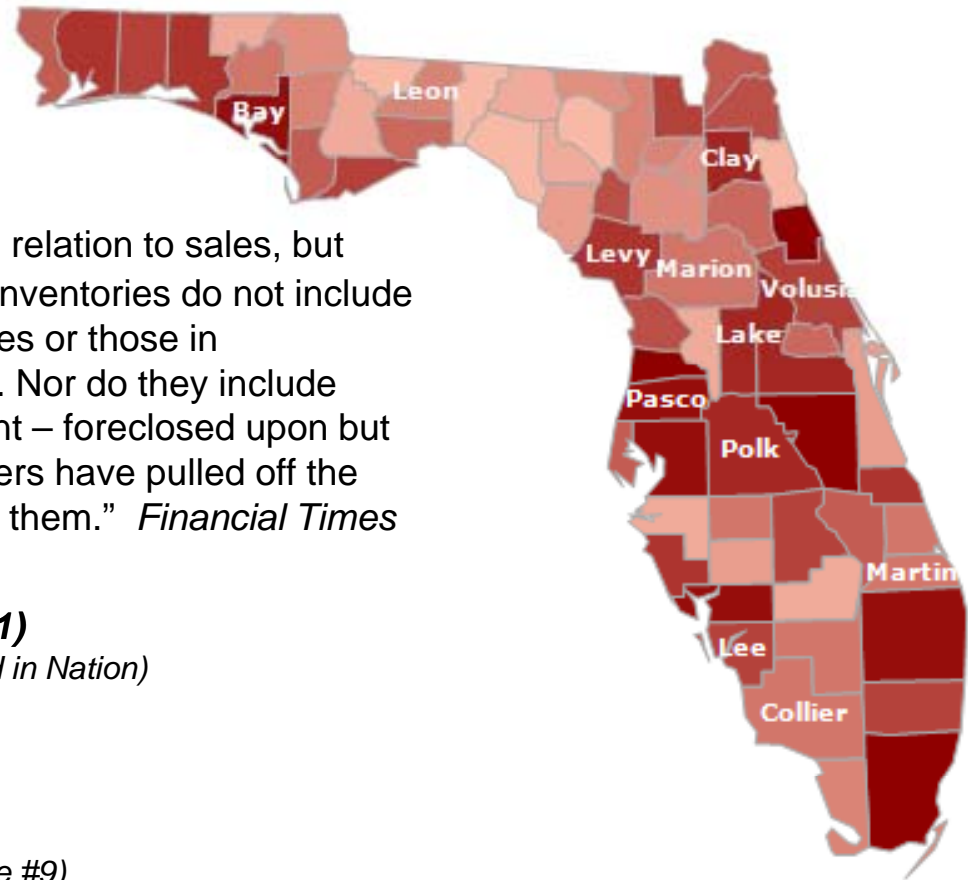 Leon
Bay
Clay
relation to sales, but
Levy
Marion
nventories do not include
Volusi
es or those in
Lake
. Nor do they include
Pasco
nt – foreclosed upon but
Polk
ers have pulled off the
them.” Financial Times
Martin
1)
Lee
d in Nation)
Collier
e #9)